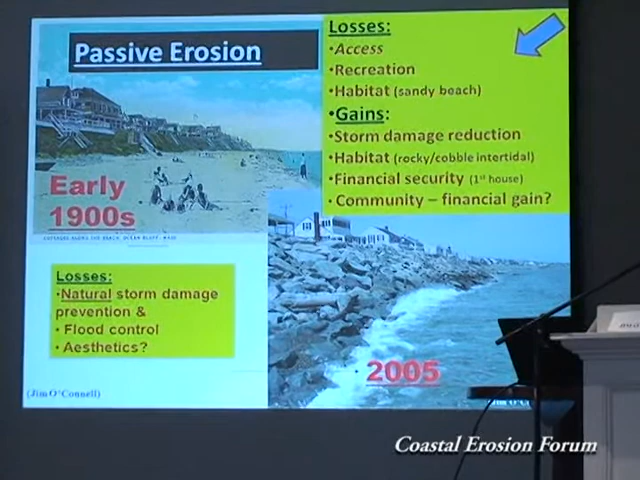 Passive Erosion
Early
1900s
Losses:
•Natural storm damage
prevention &
• Flood control
• Aesthetics?
(Jim O'Connell)
Losses:
•Access
•Recreation
•Habitat (sandy beach)
•Gains:
•Storm damage reduction
•Habitat (rocky/cobble intertidal)
•Financial security (1st house)
• Community – financial gain?
2005
Coastal Erosion Forum